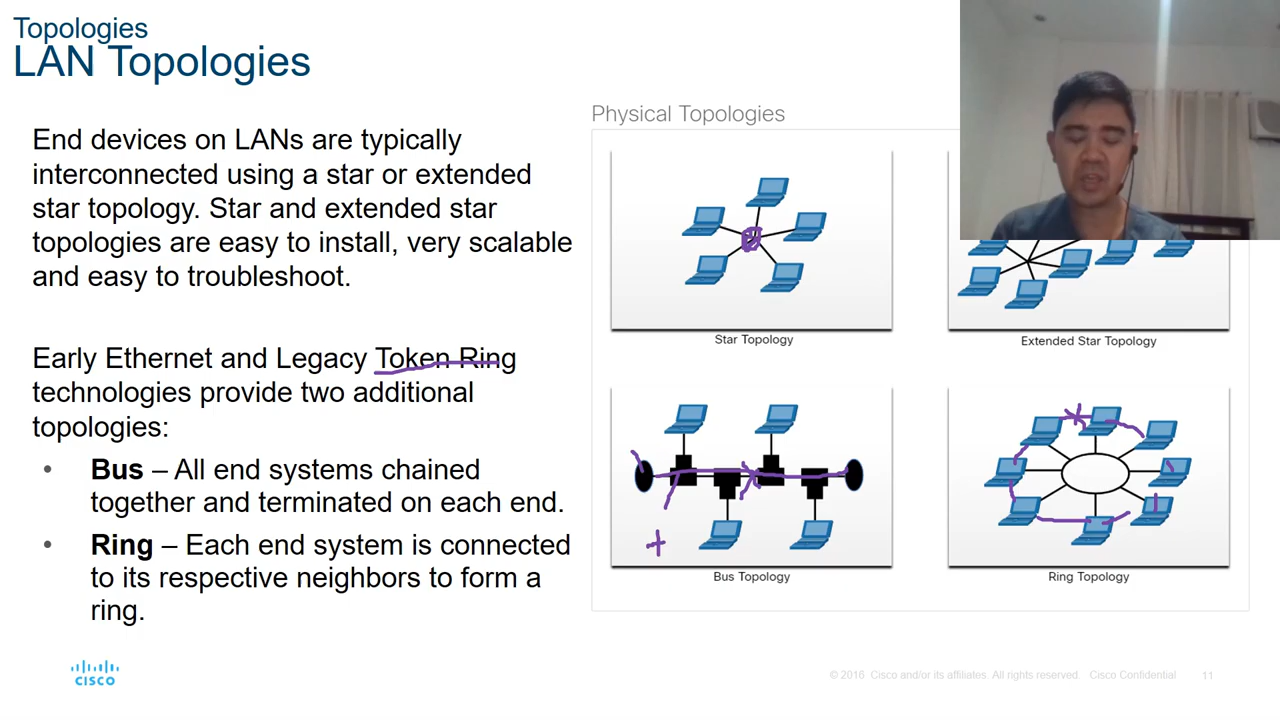 Topologies
LAN Topologies
End devices on LANs are typically
interconnected using a star or extended
star topology. Star and extended star
topologies are easy to install, very scalable
and easy to troubleshoot.
Early Ethernet and Legacy Token Ring
technologies provide two additional
topologies:
• Bus – All end systems chained
together and terminated on each end.
• Ring – Each end system is connected
to its respective neighbors to form a
ring.
Physical Topologies
Star Topology
Extended Star Topology
Bus Topology
Ring Topology
CISCO
© 2016 Cisco and/or its affiliates. All rights reserved. Cisco Confidential
11